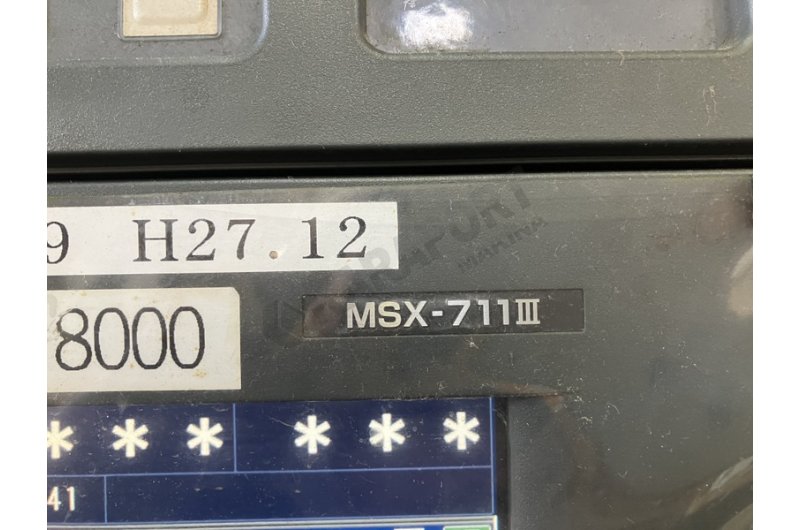 9 H27.12
8000
MSX-711III
* * * * * *
41